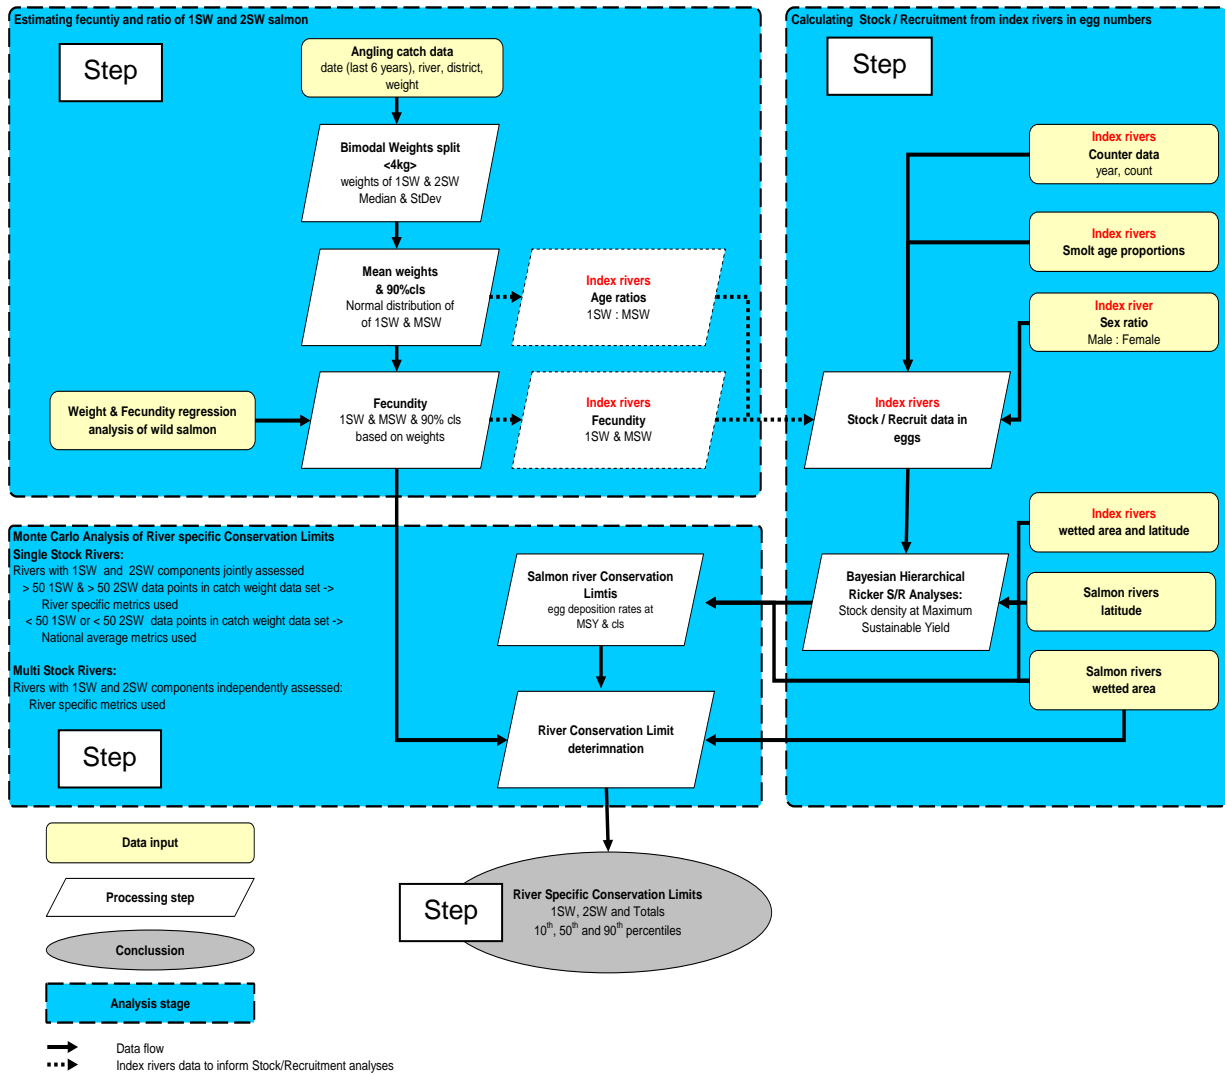 Estimating fecuntiy and ratio of 1SW and 2SW salmon
Step
Angling catch data
date (last 6 years), river, district,
weight
Bimodal Weights split
<4kg>
weights of 1SW & 2SW
Median & StDev
Mean weights
& 90%cls
Normal distribution of
of 1SW & MSW
Index rivers
Age ratios
1SW : MSW
Weight & Fecundity regression
analysis of wild salmon
Fecundity
1SW & MSW & 90% cls
based on weights
Index rivers
Fecundity
1SW & MSW
Calculating Stock / Recruitment from index rivers in egg numbers
Step
Index rivers
Counter data
year, count
Index rivers
Smolt age proportions
Index river
Sex ratio
Male : Female
Index rivers
Stock / Recruit data in
eggs
Index rivers
wetted area and latitude
Bayesian Hierarchical
Ricker S/R Analyses:
Stock density at Maximum
Sustainable Yield
Salmon rivers
latitude
Salmon rivers
wetted area
Monte Carlo Analysis of River specific Conservation Limits
Single Stock Rivers:
Rivers with 1SW and 2SW components jointly assessed
> 50 1SW & > 50 2SW data points in catch weight data set ->
River specific metrics used
< 50 1SW or < 50 2SW data points in catch weight data set ->
National average metrics used
Multi Stock Rivers:
Rivers with 1SW and 2SW components independently assessed:
River specific metrics used
Step
Salmon river Conservation
Limtis
egg deposition rates at
MSY & cls
River Conservation Limit
deterimnation
Step
River Specific Conservation Limits
1SW, 2SW and Totals
10th, 50th and 90th percentiles
Data input
Processing step
Conclussion
Analysis stage
Data flow
Index rivers data to inform Stock/Recruitment analyses